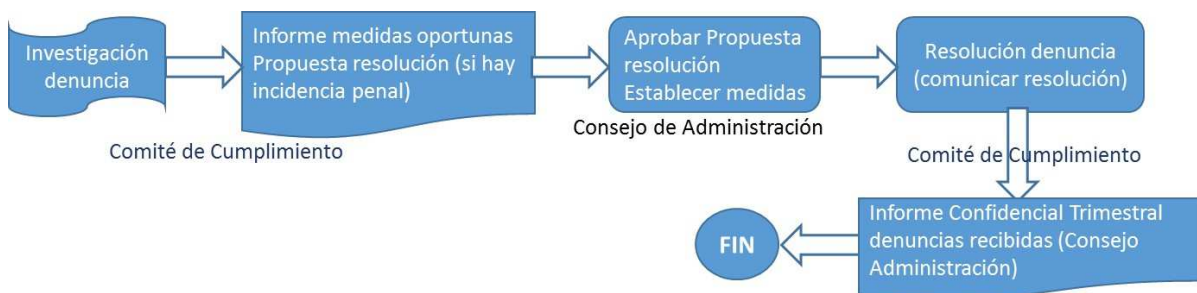 Investigación
denuncia
Informe medidas oportunas
Propuesta resolución (si hay
incidencia penal)
Comité de Cumplimiento
Aprobar Propuesta
resolución
Establecer medidas
Consejo de Administración
Resolución denuncia
(comunicar resolución)
Comité de Cumplimiento
Informe Confidencial Trimestral
denuncias recibidas (Consejo
Administración)
FIN